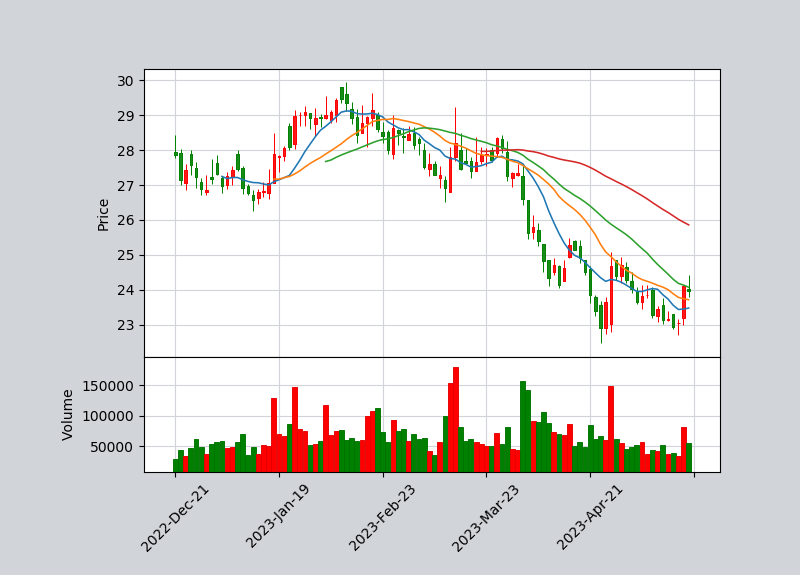 30
29
28
27
26
25
24
23
Price
150000
100000
50000
Volume
2022-Dec-21
2023-Jan-19
2023-Feb-23
2023-Mar-23
2023-Apr-21